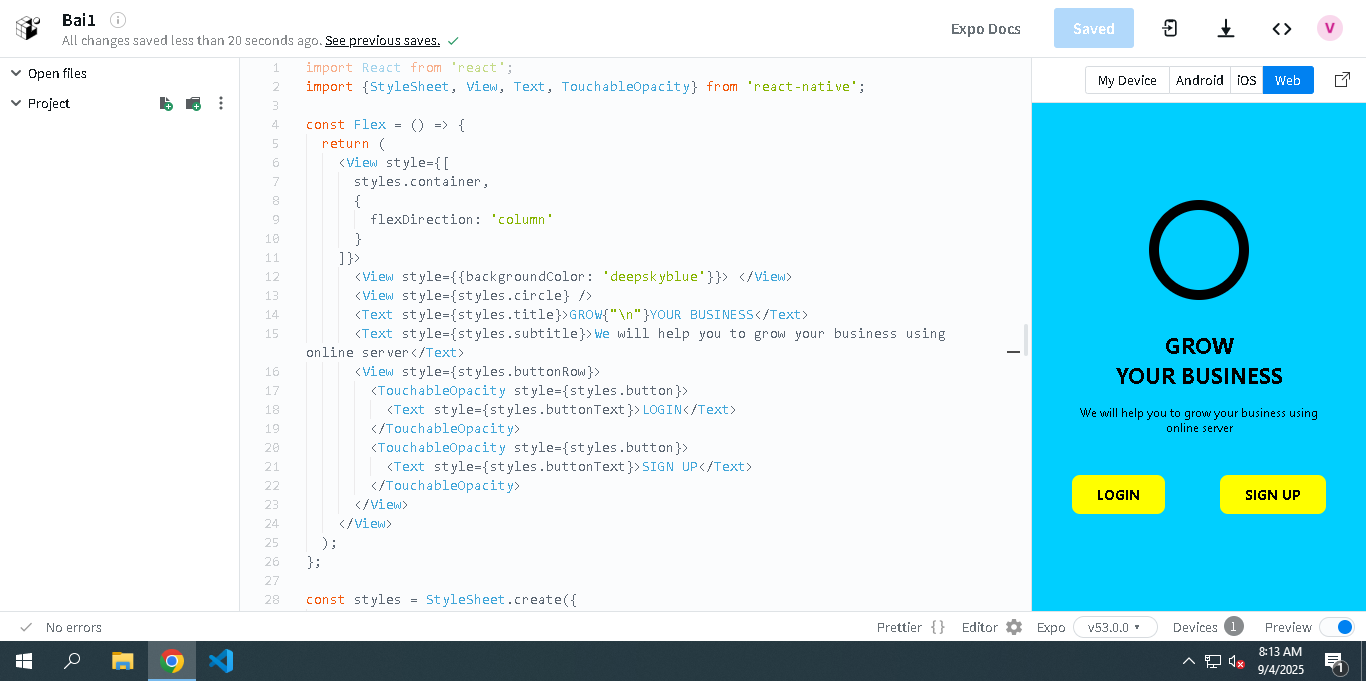 Bai1
All changes saved less than 20 seconds ago. See previous saves.
Expo Docs
Saved
V
Open files
Project
1 import React from 'react';
2 import {StyleSheet, View, Text, TouchableOpacity} from 'react-native';
3
4 const Flex = () => {
5 return (
6 <View style={[
7 styles.container,
8 {
9 flexDirection: 'column'
10 }
11 ]}>
12 <View style={{backgroundColor: 'deepskyblue'}}> </View>
13 <View style={styles.circle} />
14 <Text style={styles.title}>GROW{"\n"}YOUR BUSINESS</Text>
15 <Text style={styles.subtitle}>We will help you to grow your business using
online server</Text>
16 <View style={styles.buttonRow}>
17 <TouchableOpacity style={styles.button}>
18 <Text style={styles.buttonText}>LOGIN</Text>
19 </TouchableOpacity>
20 <TouchableOpacity style={styles.button}>
21 <Text style={styles.buttonText}>SIGN UP</Text>
22 </TouchableOpacity>
23 </View>
24 </View>
25 );
26 };
27
28 const styles = StyleSheet.create({
My Device Android iOS Web
GROW
YOUR BUSINESS
We will help you to grow your business using
online server
LOGIN SIGN UP
No errors
Prettier {} Editor Expo v53.0.0 Devices 1 Preview
8:13 AM
9/4/2025
1